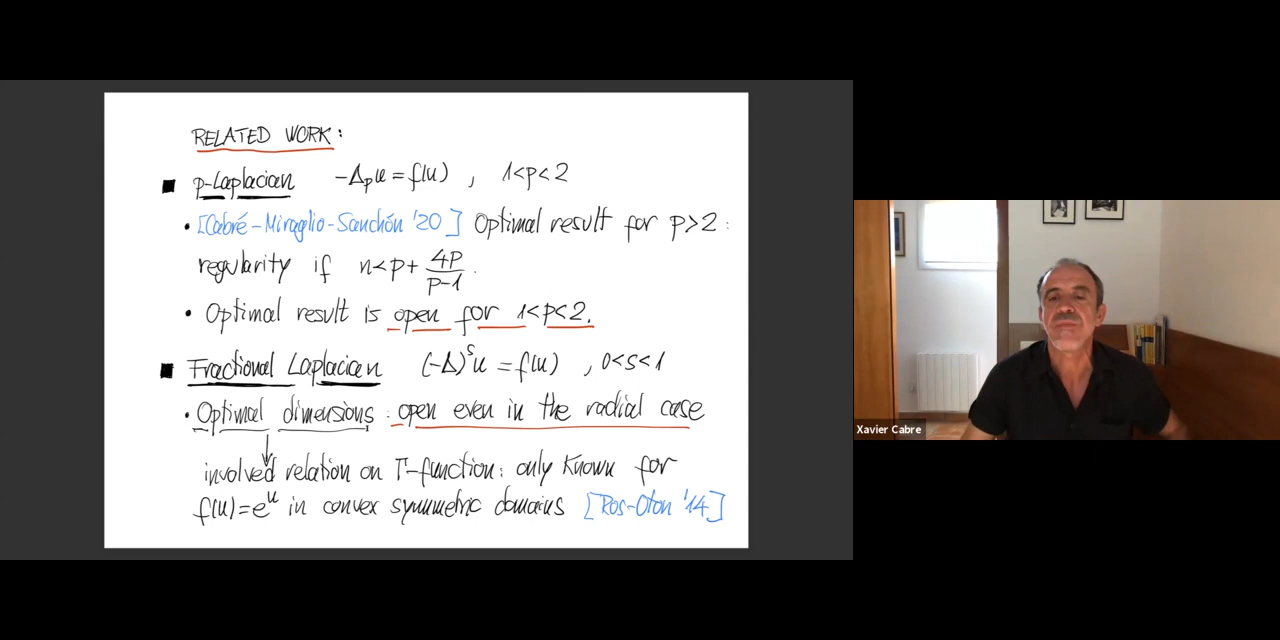 RELATED WORK:
■ p-Laplacian -Δₚu = f(u) , 1<p<2
• [Cabré-Miraglio-Sanchón '20] Optimal result for p>2 :
regularity if n<p+ 4p/p-1 .
• Optimal result is open for 1<p<2.
■ Fractional Laplacian (-Δ)ˢu = f(u) , 0<s<1
• Optimal dimensions : open even in the radial case
↓
involved relation on Γ-function: only known for
f(u)=eᵘ in convex symmetric domains [Ros-Oton '14]
Xavier Cabre